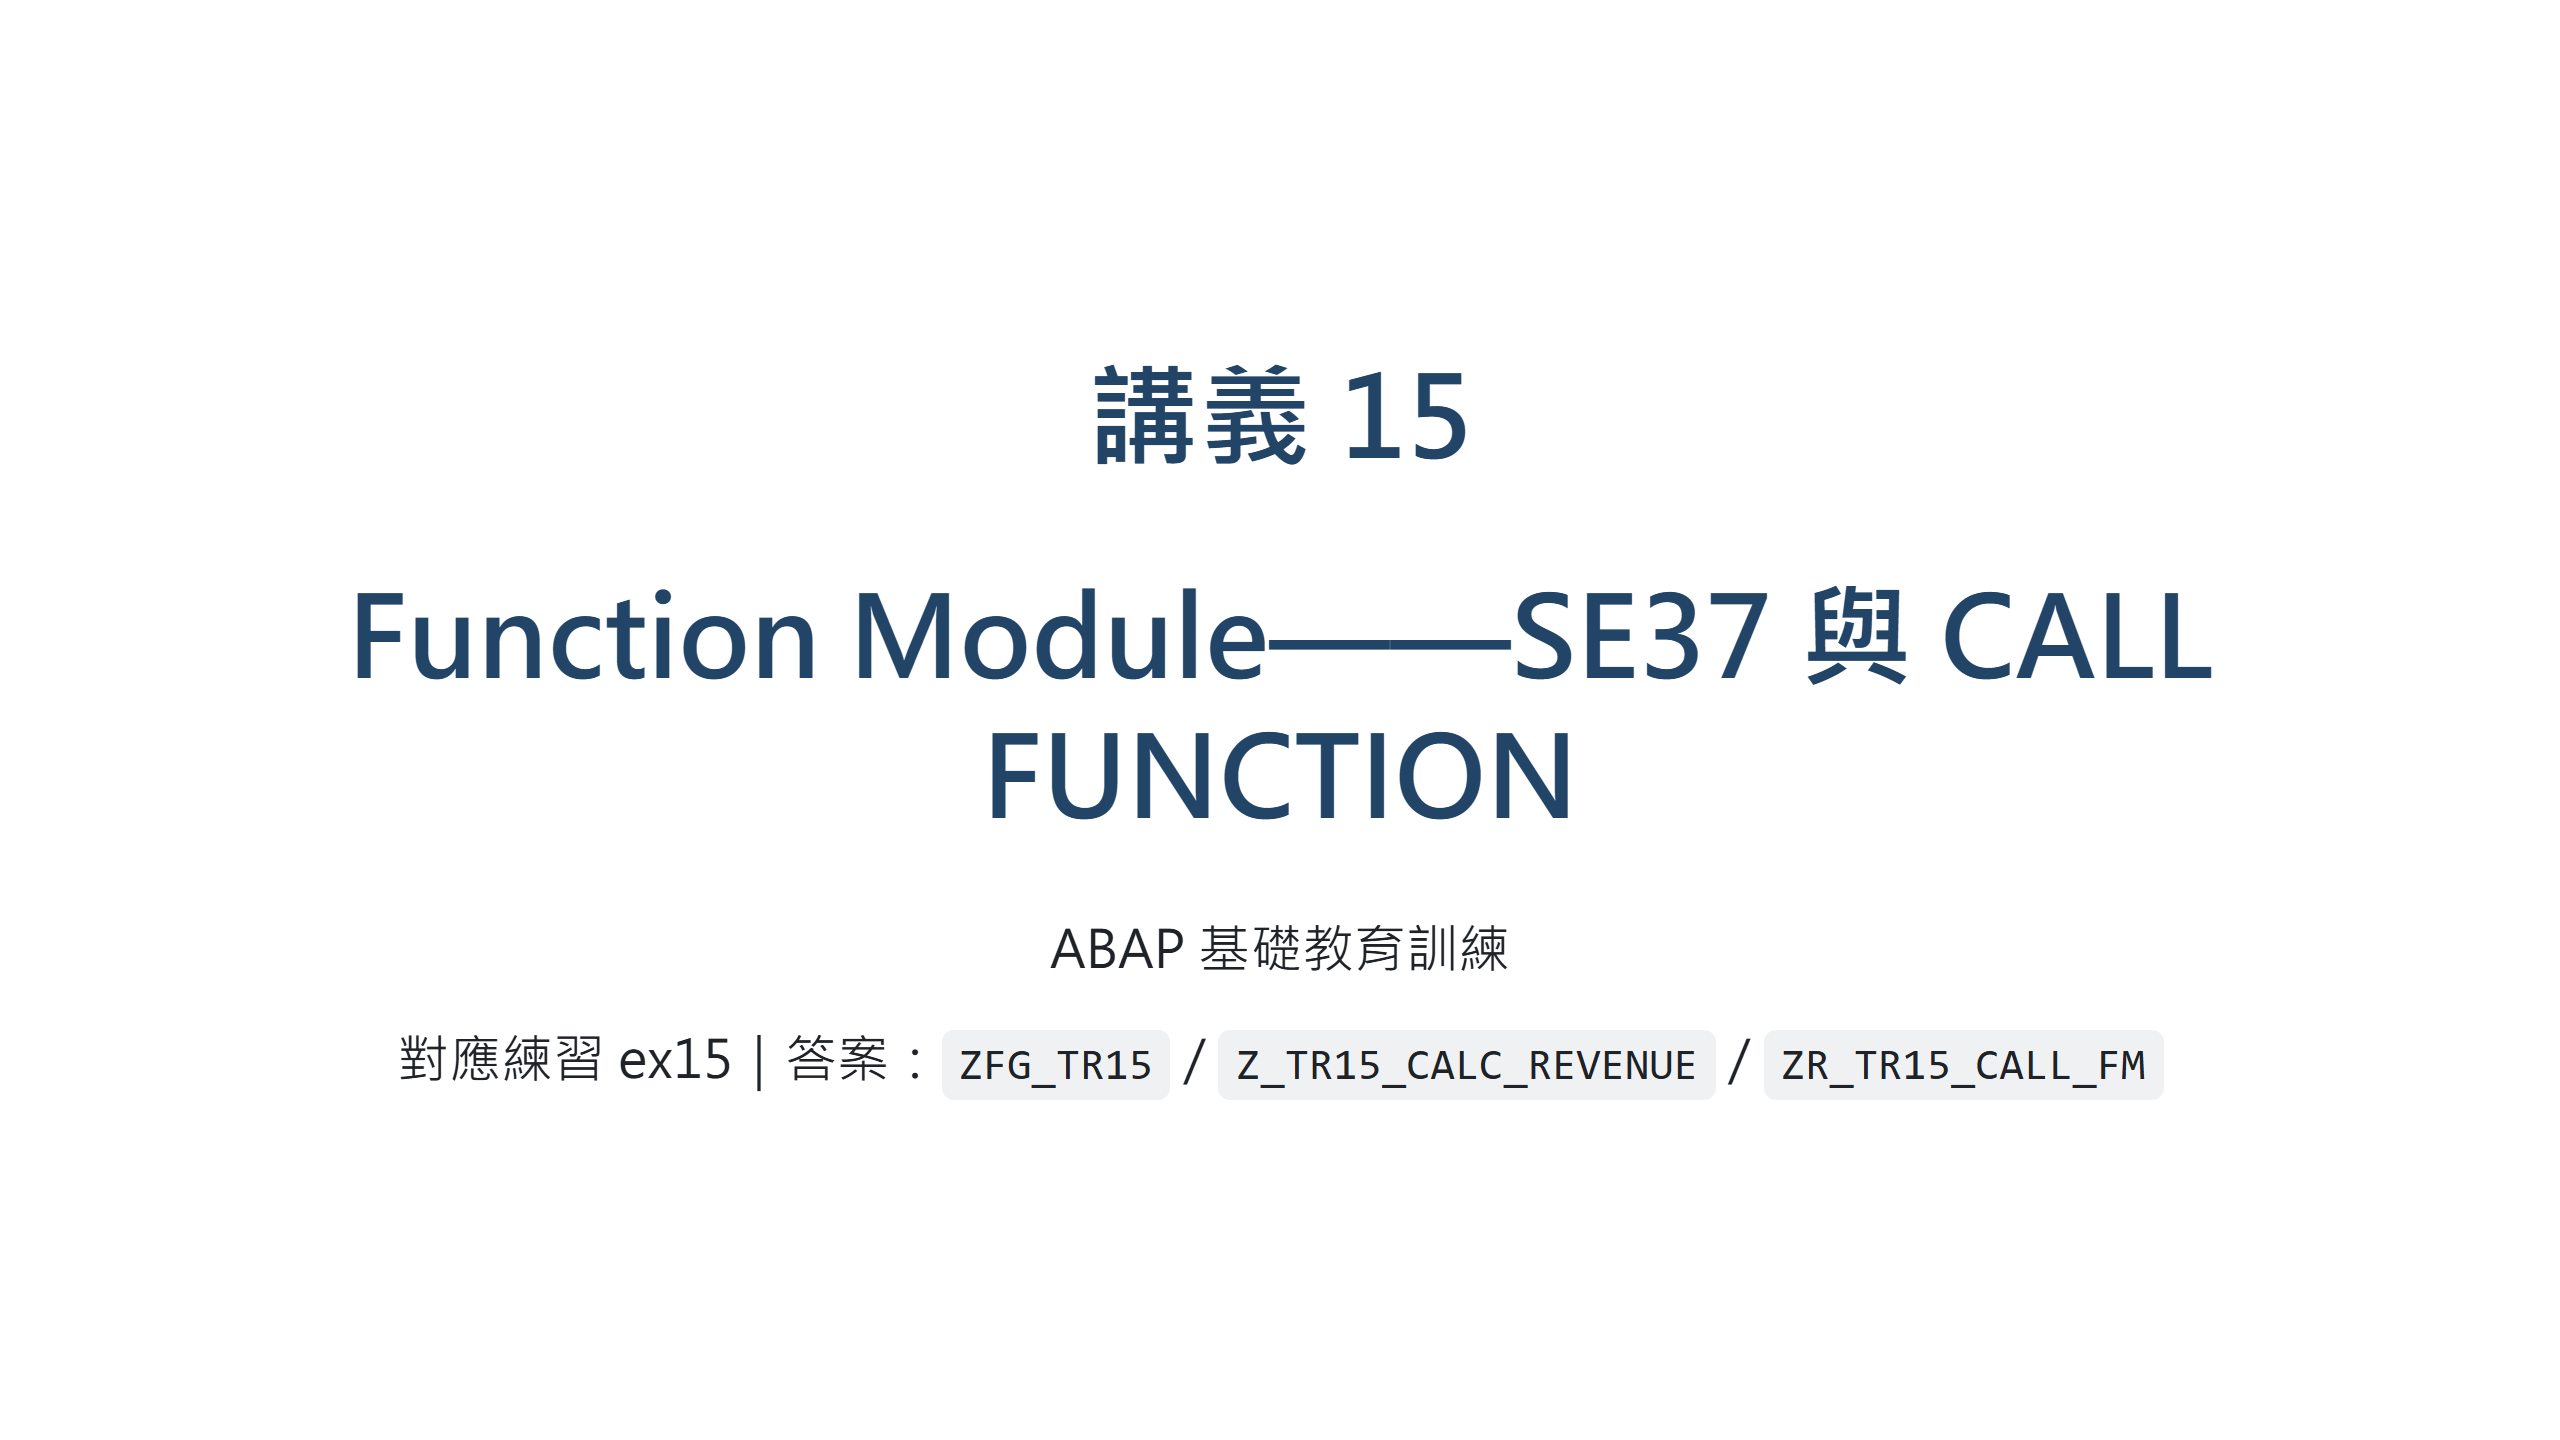 講義 15
Function Module——SE37 與 CALL
FUNCTION
ABAP 基礎教育訓練
對應練習 ex15｜答案：ZFG_TR15 / Z_TR15_CALC_REVENUE / ZR_TR15_CALL_FM